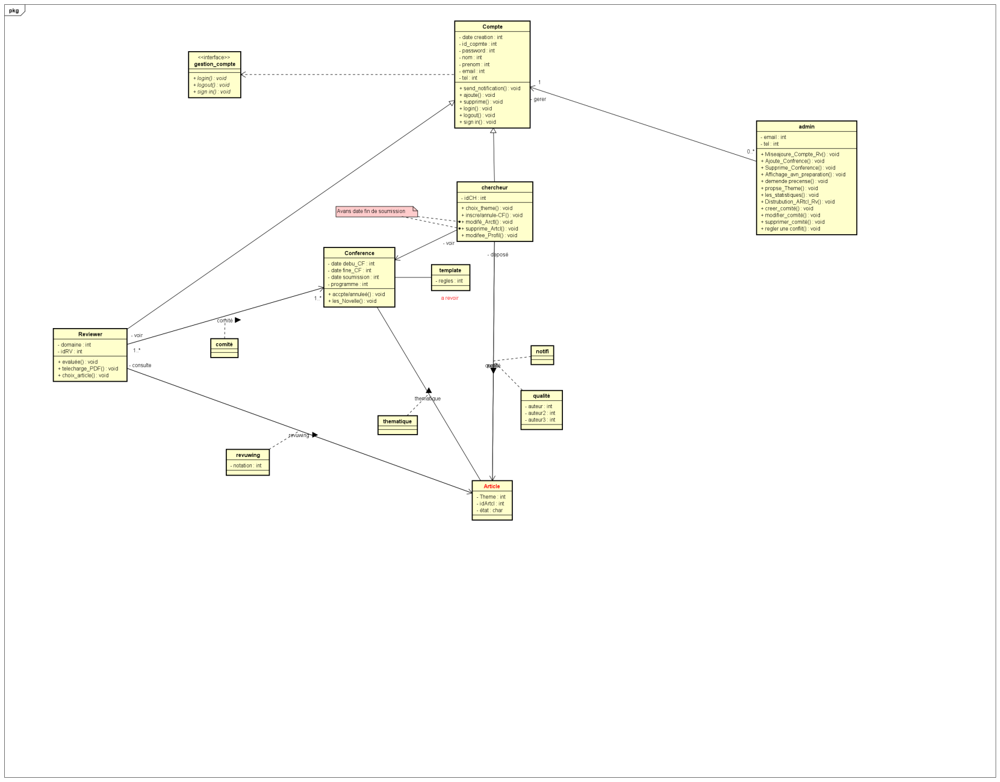 pkg
Compte
- date creation : int
- id_copmte : int
- password : int
- nom : int
- prenom : int
- email : int
- tel : int
+ send_notification() : void
+ ajoute() : void
+ supprime() : void
+ login() : void
+ logout() : void
+ sign in() : void
<<interface>>
gestion_compte
+ login() : void
+ logout() : void
+ sign in() : void
1
- gerer
0..*
admin
- email : int
- tel : int
+ Miseajoure_Compte_Rv() : void
+ Ajoute_Confrence() : void
+ Supprime_Conference() : void
+ Affichage_avn_preparation() : void
+ demende precense() : void
+ propse_Theme() : void
+ les_statistiques() : void
+ Distrubution_ARtcl_Rv() : void
+ creer_comité() : void
+ modifier_comité() : void
+ supprimer_comité() : void
+ regler une conflit() : void
chercheur
- idCH : int
+ choix_theme() : void
+ inscre/annule-CF() : void
+ modifé_Arctl() : void
+ supprime_Artcl() : void
+ modifee_Profil() : void
Avans date fin de soumission
- voir
- deposé
Conference
- date debu_CF : int
- date fine_CF : int
- date soumission : int
- programme : int
+ accpte/annuleé() : void
+ les_Novelle() : void
template
- regles : int
a revoir
1..*
comité
comité
Reviewer
- domaine : int
- idRV : int
+ evaluée() : void
+ telecharge_PDF() : void
+ choix_article() : void
- voir
1..*
- consulte
notifi
qualité
- auteur : int
- auteur2 : int
- auteur3 : int
thematique
thematique
revuwing
revuwing
- notation : int
Article
- Theme : int
- idArtcl : int
- état : char